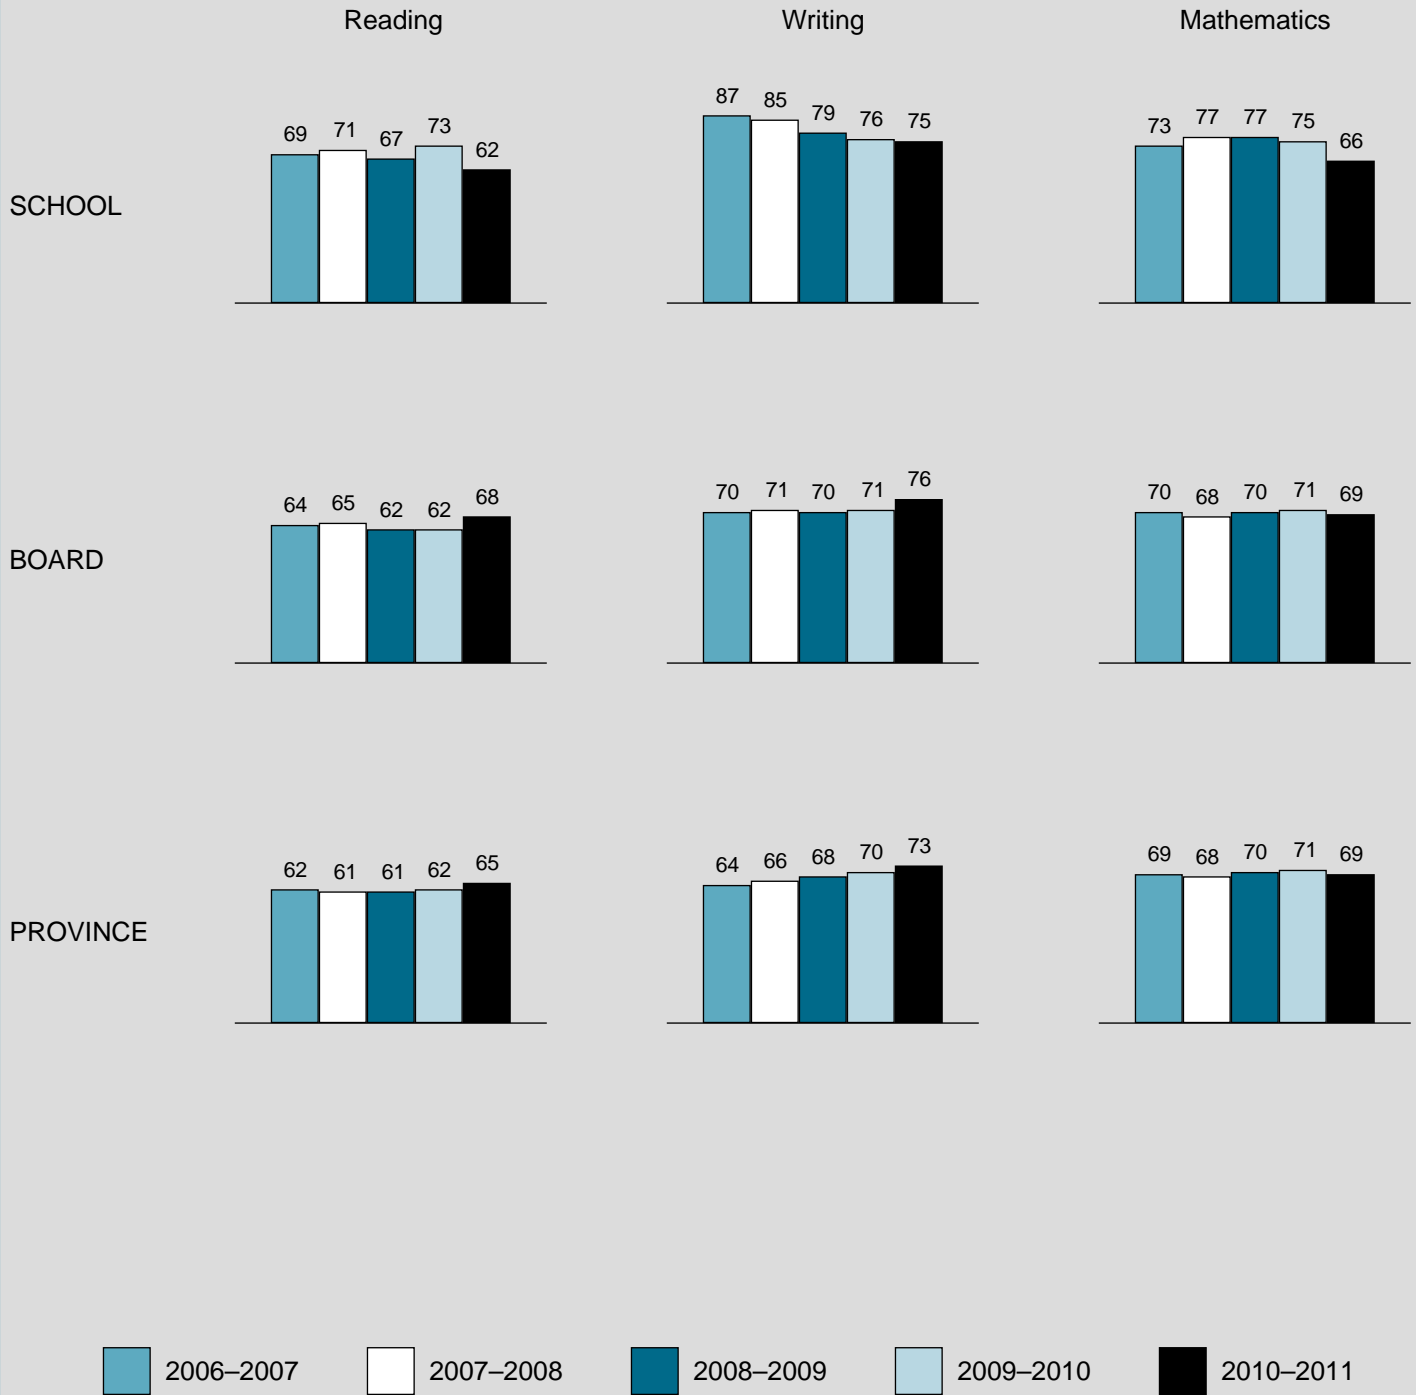 Reading Writing Mathematics
SCHOOL
69 71 67 73 62
87 85 79 76 75
73 77 77 75 66
BOARD
64 65 62 62 68
70 71 70 71 76
70 68 70 71 69
PROVINCE
62 61 61 62 65
64 66 68 70 73
69 68 70 71 69
2006–2007 2007–2008 2008–2009 2009–2010 2010–2011